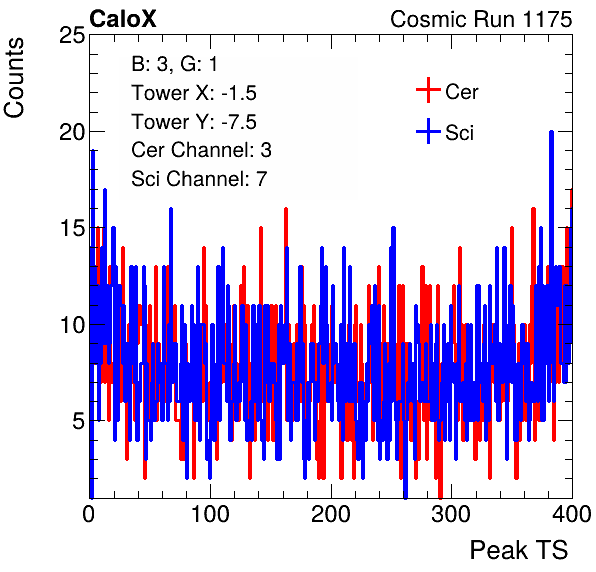 CaloX
Cosmic Run 1175
Counts
25
20
15
10
5
B: 3, G: 1
Tower X: -1.5
Tower Y: -7.5
Cer Channel: 3
Sci Channel: 7
Cer
Sci
0
100
200
300
400
Peak TS